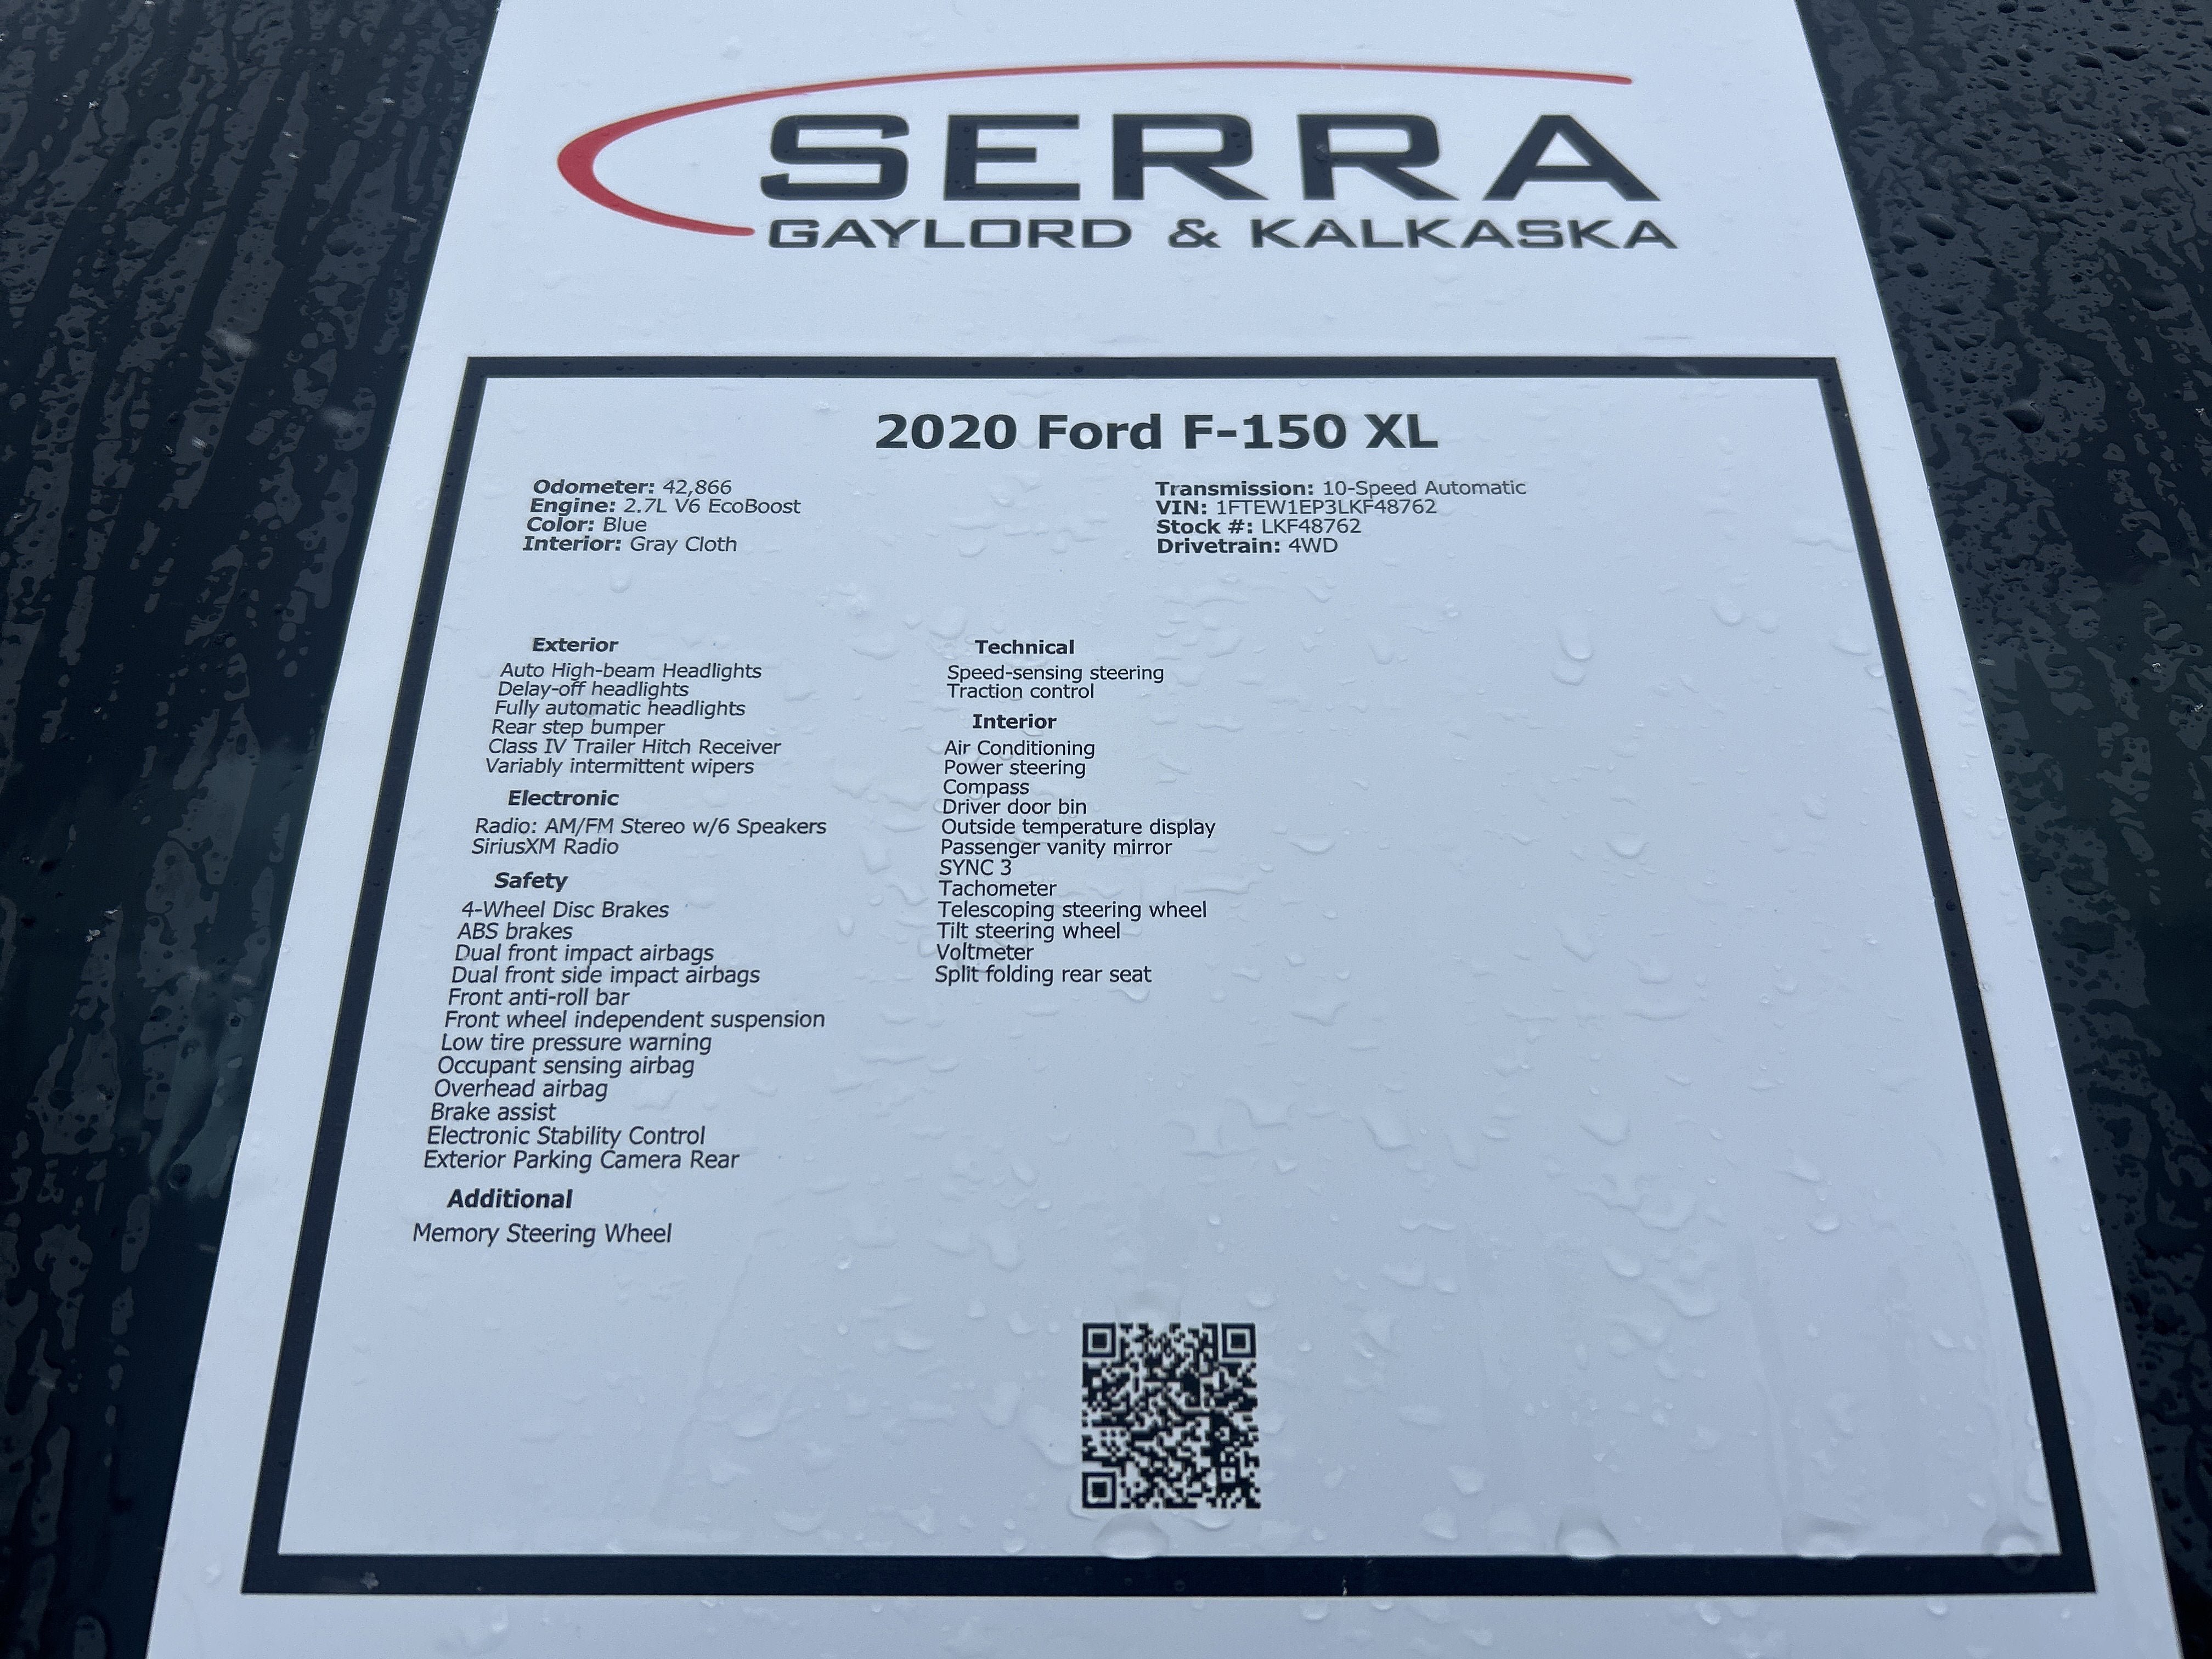 SERRA
GAYLORD & KALKASKA
2020 Ford F-150 XL
Odometer: 42,866
Engine: 2.7L V6 EcoBoost
Color: Blue
Interior: Gray Cloth
Transmission: 10-Speed Automatic
VIN: 1FTEW1EP3LKF48762
Stock #: LKF48762
Drivetrain: 4WD
Exterior
Auto High-beam Headlights
Delay-off headlights
Fully automatic headlights
Rear step bumper
Class IV Trailer Hitch Receiver
Variably intermittent wipers
Electronic
Radio: AM/FM Stereo w/6 Speakers
SiriusXM Radio
Safety
4-Wheel Disc Brakes
ABS brakes
Dual front impact airbags
Dual front side impact airbags
Front anti-roll bar
Front wheel independent suspension
Low tire pressure warning
Occupant sensing airbag
Overhead airbag
Brake assist
Electronic Stability Control
Exterior Parking Camera Rear
Additional
Memory Steering Wheel
Technical
Speed-sensing steering
Traction control
Interior
Air Conditioning
Power steering
Compass
Driver door bin
Outside temperature display
Passenger vanity mirror
SYNC 3
Tachometer
Telescoping steering wheel
Tilt steering wheel
Voltmeter
Split folding rear seat